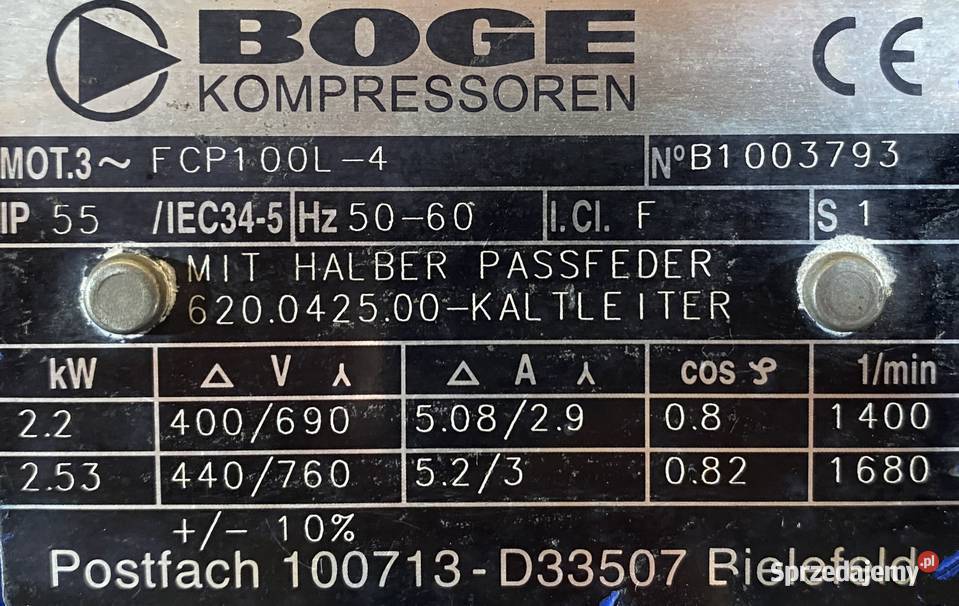 BOGE
KOMPRESSOREN
CE
MOT.3~ FCP100L-4 NºB1003793
IP 55 /IEC34-5 Hz 50-60 I.Cl. F S 1
MIT HALBER PASSFEDER
620.0425.00-KALTLEITER
kW △ V ⅄ △ A ⅄ cos φ 1/min
2.2 400/690 5.08/2.9 0.8 1400
2.53 440/760 5.2/3 0.82 1680
+/- 10%
Postfach 100713-D33507 Bielefeld
Sprzedajemy.pl